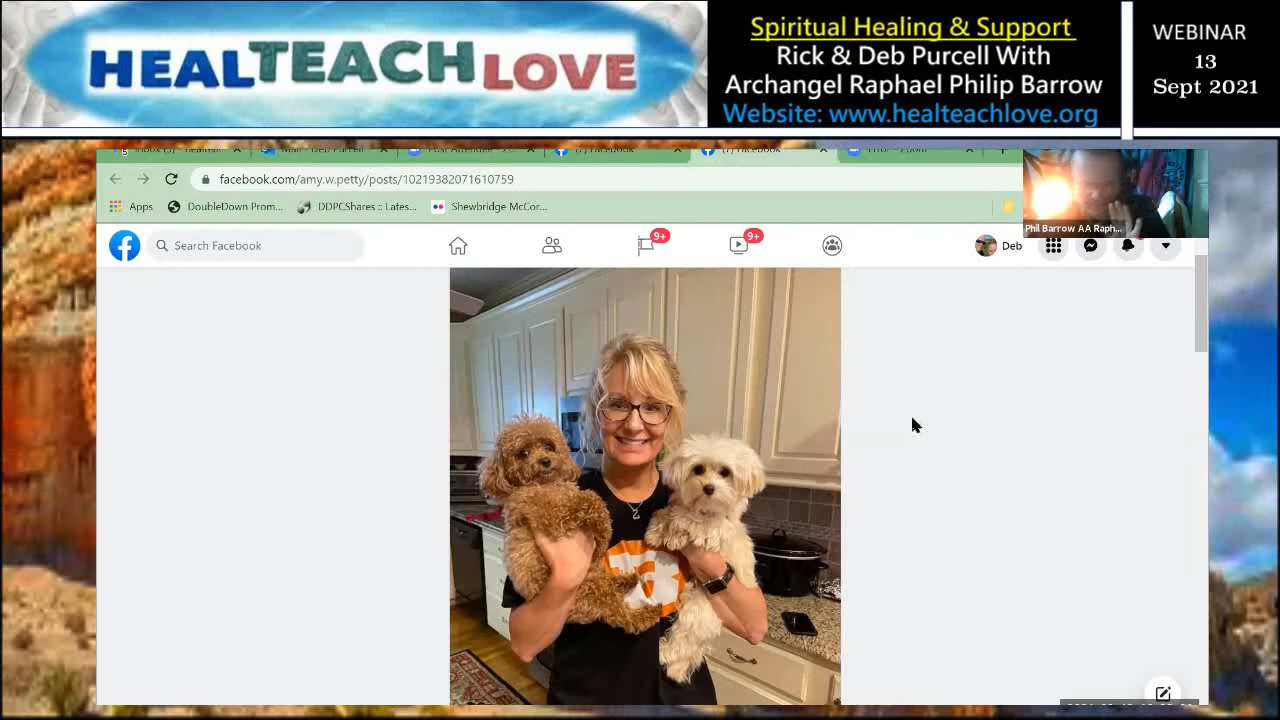 HEALTEACHLOVE
Spiritual Healing & Support
Rick & Deb Purcell With
Archangel Raphael Philip Barrow
Website: www.healteachlove.org
WEBINAR
13
Sept 2021
facebook.com/amy.w.petty/posts/10219382071610759
Apps
DoubleDown Prom...
DDPCShares :: Lates...
Shewbridge McCor...
Phil Barrow AA Raph...
Search Facebook
9+
9+
Deb